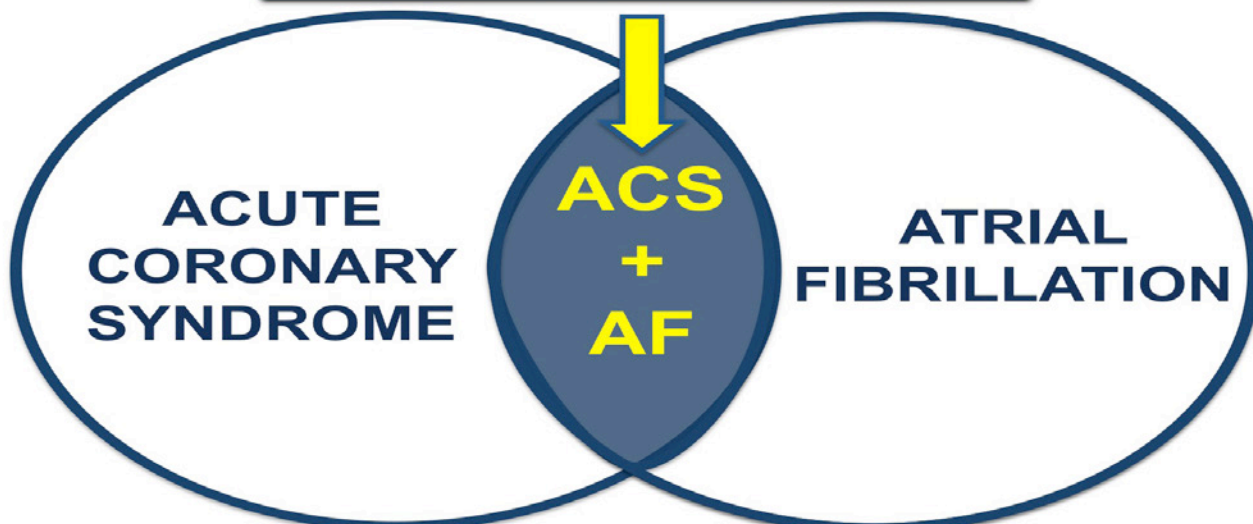 ACUTE
CORONARY
SYNDROME
ACS
+
AF
ATRIAL
FIBRILLATION